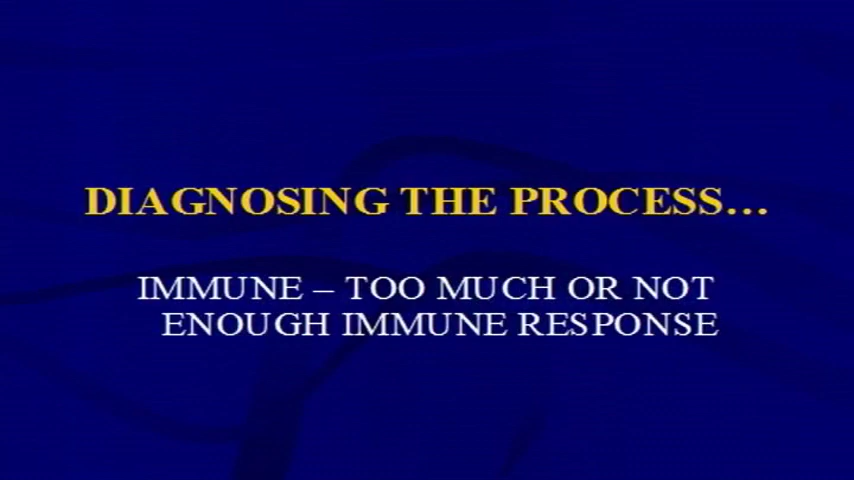 DIAGNOSING THE PROCESS...
IMMUNE – TOO MUCH OR NOT
ENOUGH IMMUNE RESPONSE